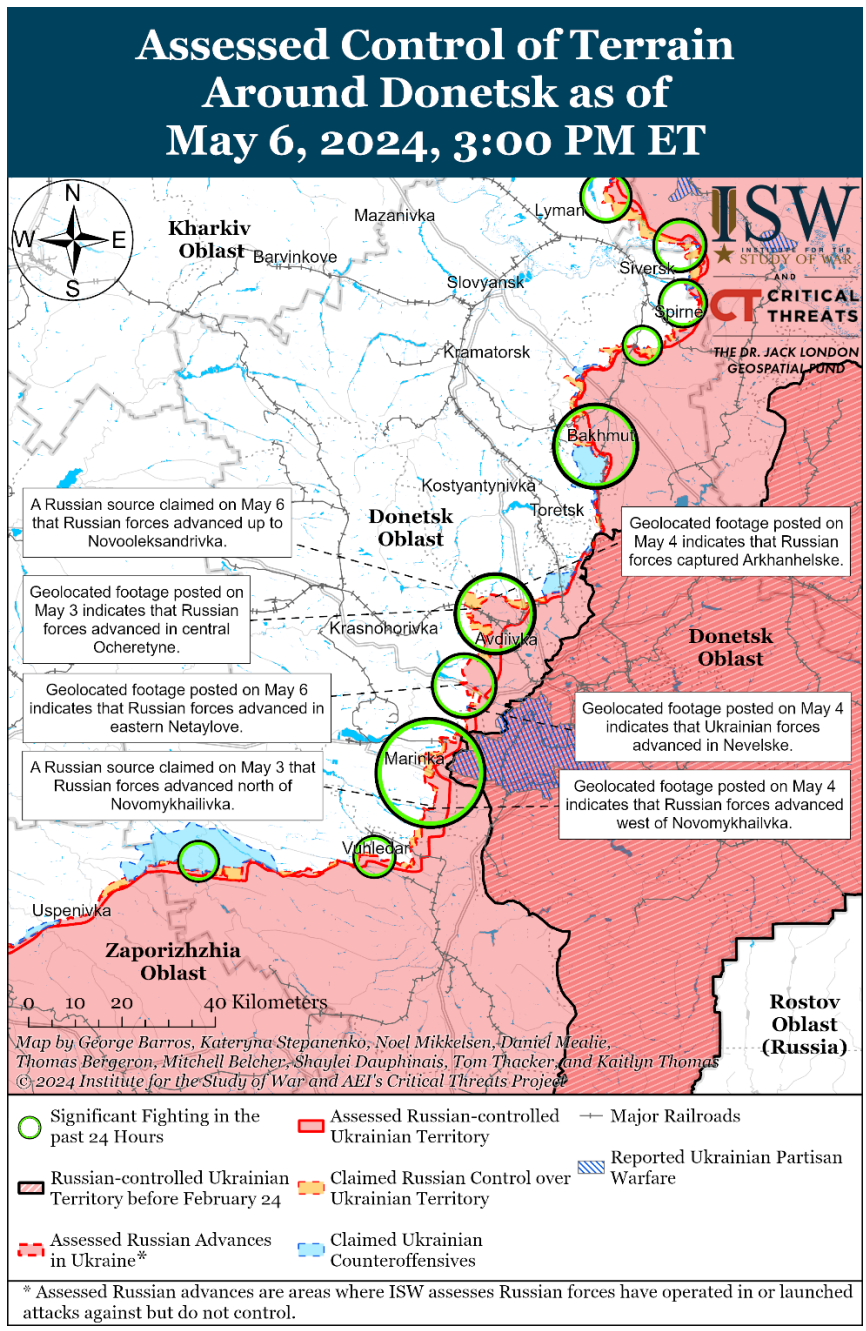 Assessed Control of Terrain
Around Donetsk as of
May 6, 2024, 3:00 PM ET
N
W
E
S
Kharkiv
Oblast
Mazanivka
Barvinkove
Lyman
Slovyansk
Siversk
Spirne
Kramatorsk
ISW
INSTITUTE FOR THE
STUDY OF WAR
AND
CT CRITICAL
THREATS
THE DR. JACK LONDON
GEOSPATIAL FUND
Bakhmut
Kostyantynivka
Toretsk
Donetsk
Oblast
A Russian source claimed on May 6
that Russian forces advanced up to
Novooleksandrivka.
Geolocated footage posted on
May 4 indicates that Russian
forces captured Arkhanhelske.
Geolocated footage posted on
May 3 indicates that Russian
forces advanced in central
Ocheretyne.
Krasnohorivka
Avdiivka
Donetsk
Oblast
Geolocated footage posted on May 6
indicates that Russian forces advanced in
eastern Netaylove.
Geolocated footage posted on May 4
indicates that Ukrainian forces
advanced in Nevelske.
Marinka
A Russian source claimed on May 3 that
Russian forces advanced north of
Novomykhailivka.
Geolocated footage posted on May 4
indicates that Russian forces advanced
west of Novomykhailvka.
Vuhledar
Uspenivka
Zaporizhzhia
Oblast
0 10 20 40 Kilometers
Rostov
Oblast
(Russia)
Map by George Barros, Kateryna Stepanenko, Noel Mikkelsen, Daniel Mealie,
Thomas Bergeron, Mitchell Belcher, Shaylei Dauphinais, Tom Thacker, and Kaitlyn Thomas
© 2024 Institute for the Study of War and AEI's Critical Threats Project
Significant Fighting in the
past 24 Hours
Assessed Russian-controlled
Ukrainian Territory
Major Railroads
Russian-controlled Ukrainian
Territory before February 24
Claimed Russian Control over
Ukrainian Territory
Reported Ukrainian Partisan
Warfare
Assessed Russian Advances
in Ukraine*
Claimed Ukrainian
Counteroffensives
* Assessed Russian advances are areas where ISW assesses Russian forces have operated in or launched
attacks against but do not control.